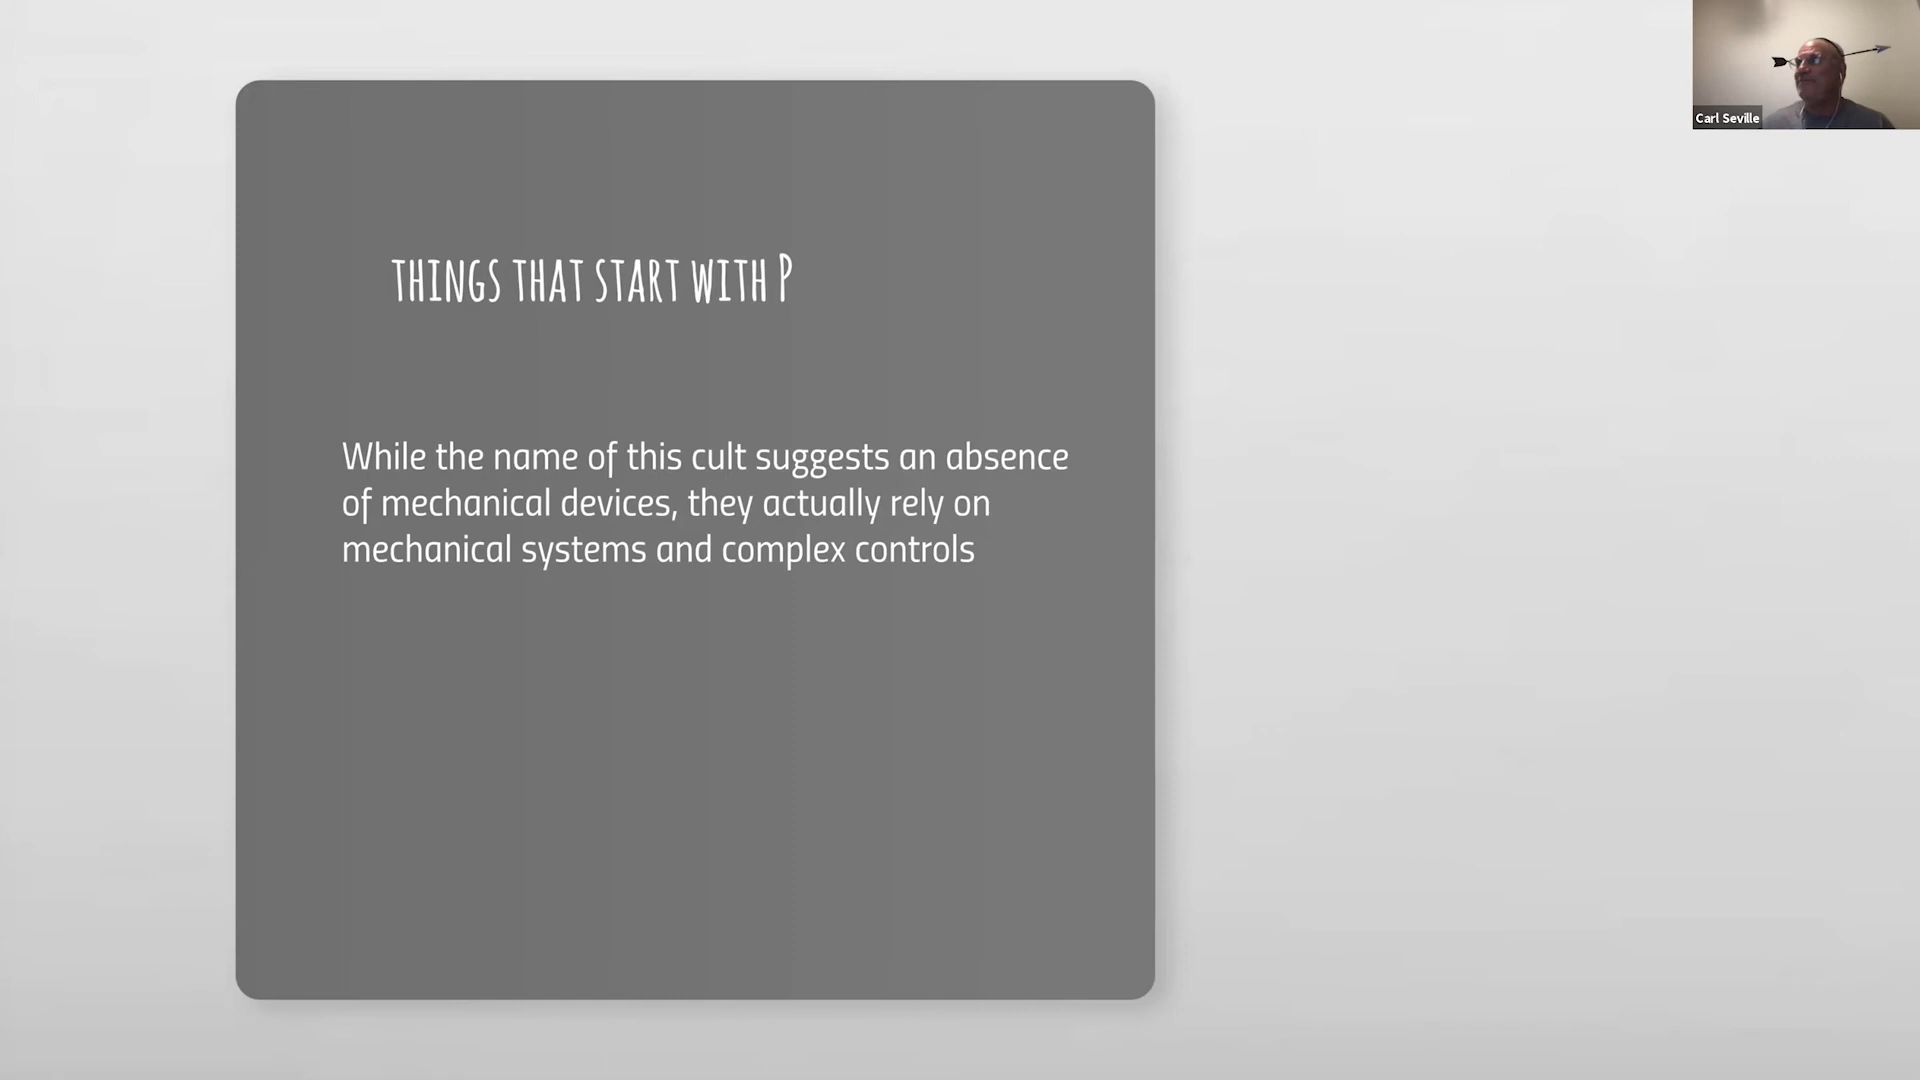 Carl Seville
THINGS THAT START WITH P
While the name of this cult suggests an absence
of mechanical devices, they actually rely on
mechanical systems and complex controls